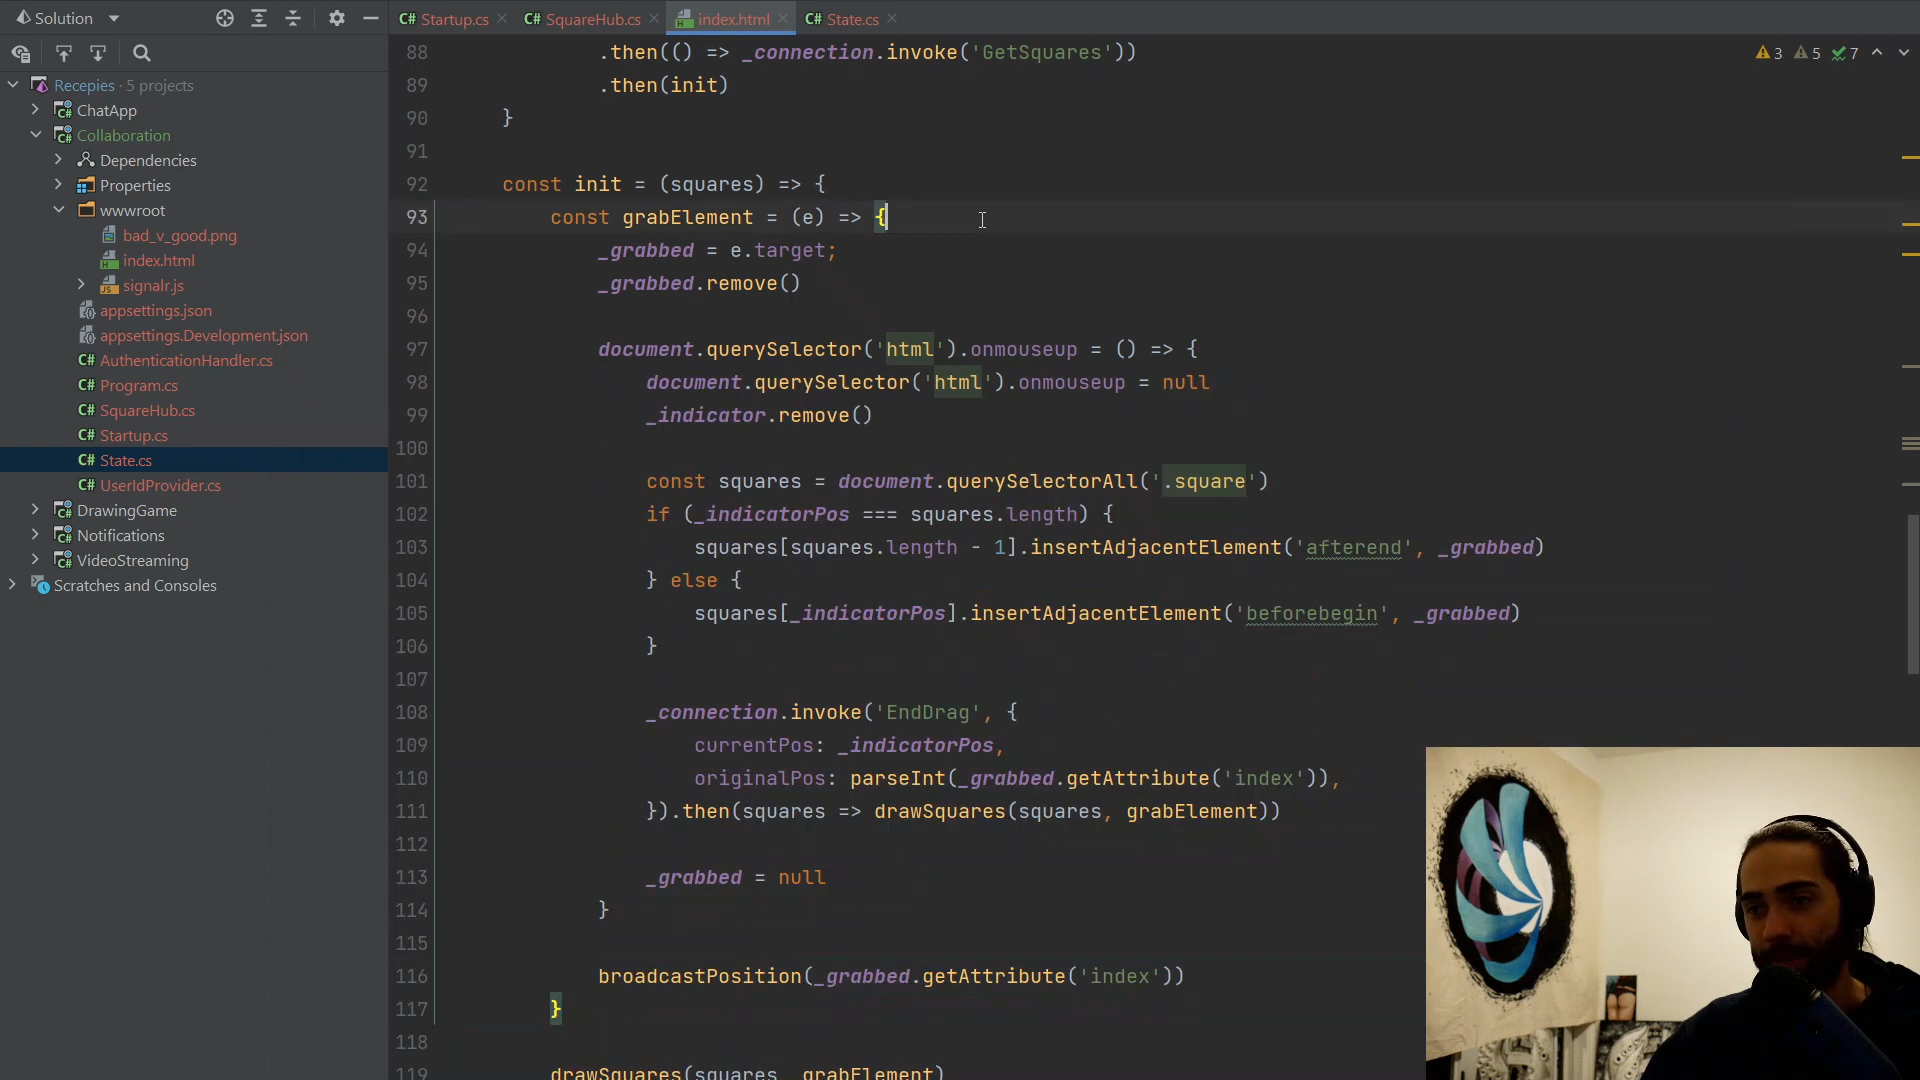 Solution
Startup.cs
SquareHub.cs
index.html
State.cs
Recepies · 5 projects
ChatApp
Collaboration
Dependencies
Properties
wwwroot
bad_v_good.png
index.html
signalr.js
appsettings.json
appsettings.Development.json
C# AuthenticationHandler.cs
C# Program.cs
C# SquareHub.cs
C# Startup.cs
C# State.cs
C# UserIdProvider.cs
DrawingGame
Notifications
VideoStreaming
Scratches and Consoles
3 5 7
88 .then(() => _connection.invoke('GetSquares'))
89 .then(init)
90 }
91
92 const init = (squares) => {
93 const grabElement = (e) => {
94 _grabbed = e.target;
95 _grabbed.remove()
96
97 document.querySelector('html').onmouseup = () => {
98 document.querySelector('html').onmouseup = null
99 _indicator.remove()
100
101 const squares = document.querySelectorAll('.square')
102 if (_indicatorPos === squares.length) {
103 squares[squares.length - 1].insertAdjacentElement('afterend', _grabbed)
104 } else {
105 squares[_indicatorPos].insertAdjacentElement('beforebegin', _grabbed)
106 }
107
108 _connection.invoke('EndDrag', {
109 currentPos: _indicatorPos,
110 originalPos: parseInt(_grabbed.getAttribute('index')),
111 }).then(squares => drawSquares(squares, grabElement))
112
113 _grabbed = null
114 }
115
116 broadcastPosition(_grabbed.getAttribute('index'))
117 }
118
119 drawSquares(squares, grabElement)